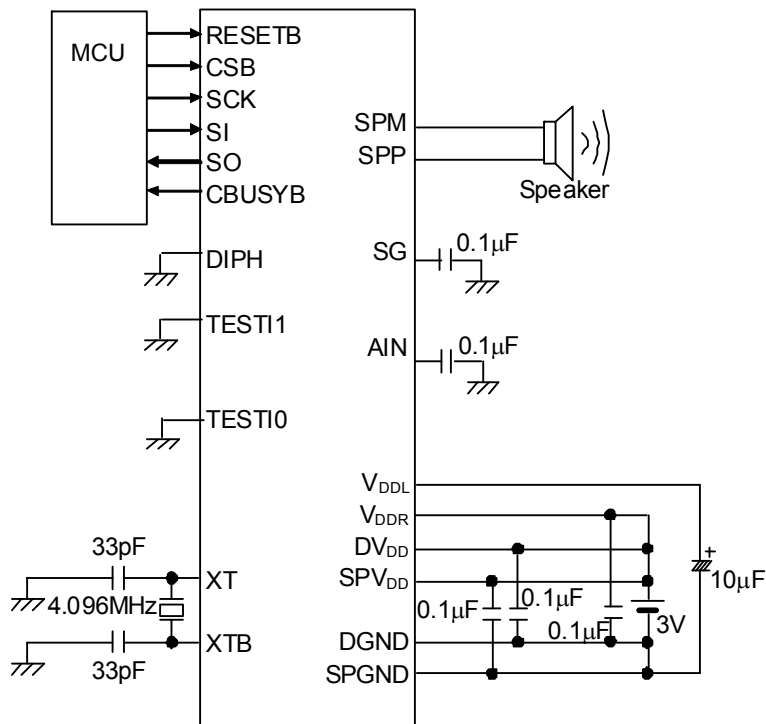 MCU
RESETB
CSB
SCK
SI
SO
CBUSYB
DIPH
TESTI1
TESTI0
33pF
XT
4.096MHz
XTB
33pF
SPM
SPP
Speaker
SG
0.1μF
AIN
0.1μF
VDDL
VDDR
DVDD
SPVDD
DGND
SPGND
0.1μF
0.1μF
0.1μF
3V
+
10μF